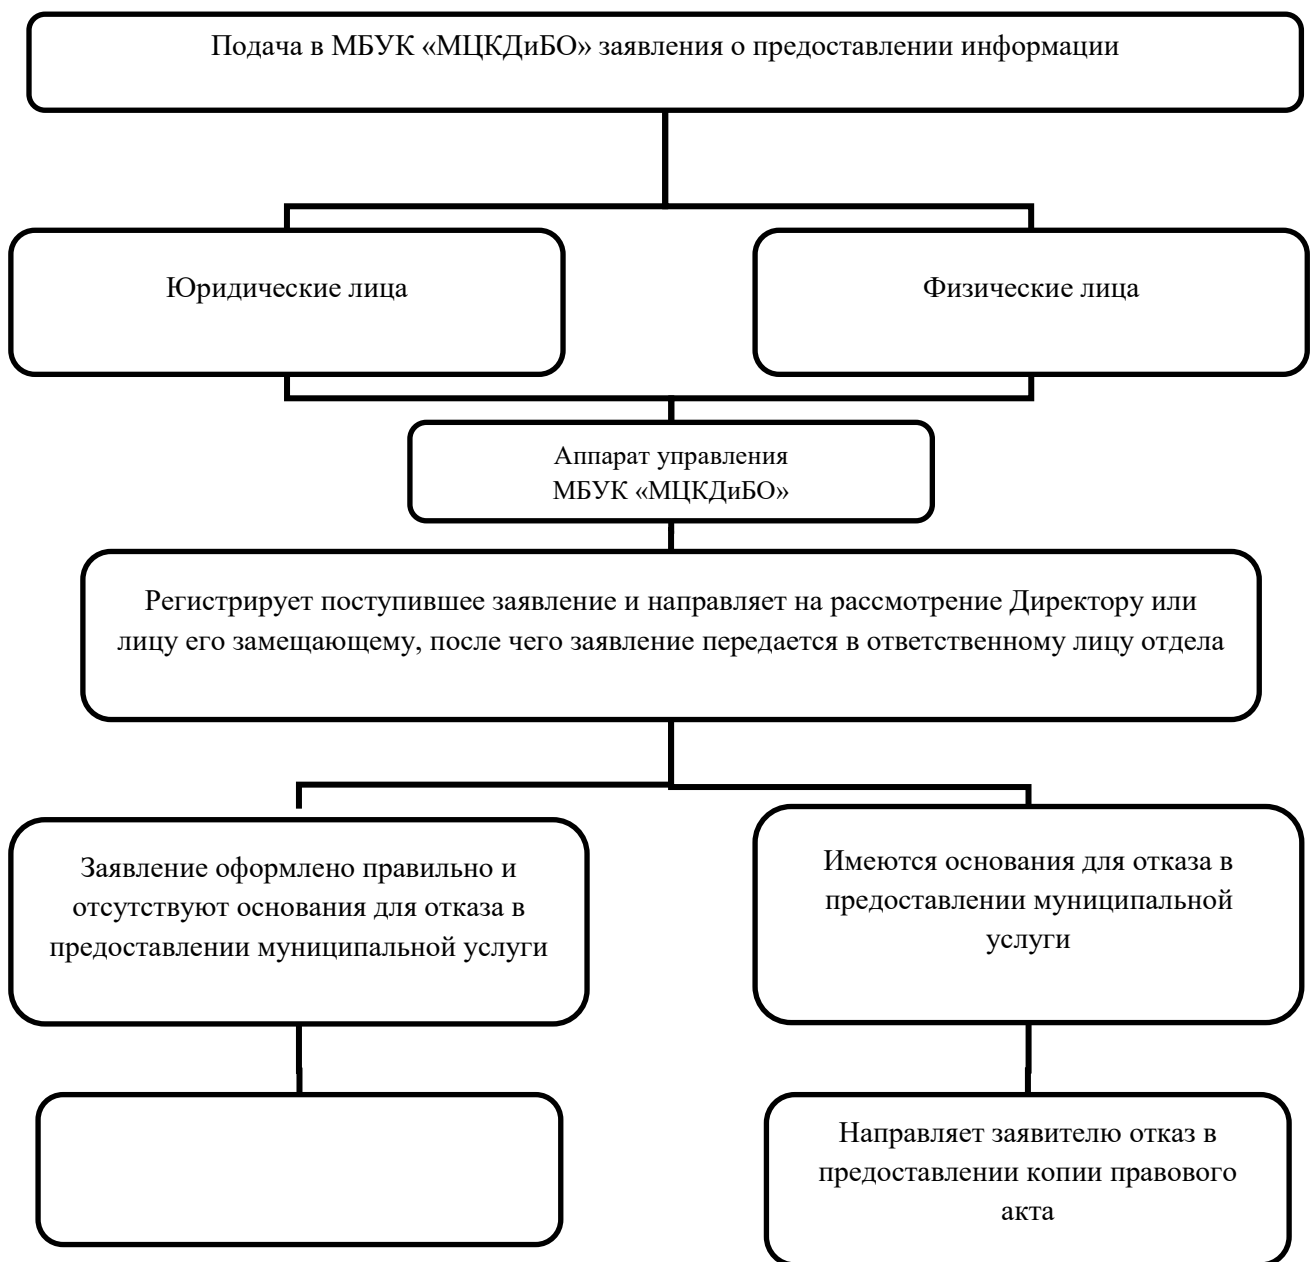 Подача в МБУК «МЦКДиБО» заявления о предоставлении информации
Юридические лица
Физические лица
Аппарат управления
МБУК «МЦКДиБО»
Регистрирует поступившее заявление и направляет на рассмотрение Директору или
лицу его замещающему, после чего заявление передается в ответственному лицу отдела
Заявление оформлено правильно и
отсутствуют основания для отказа в
предоставлении муниципальной услуги
Имеются основания для отказа в
предоставлении муниципальной
услуги
Направляет заявителю отказ в
предоставлении копии правового
акта